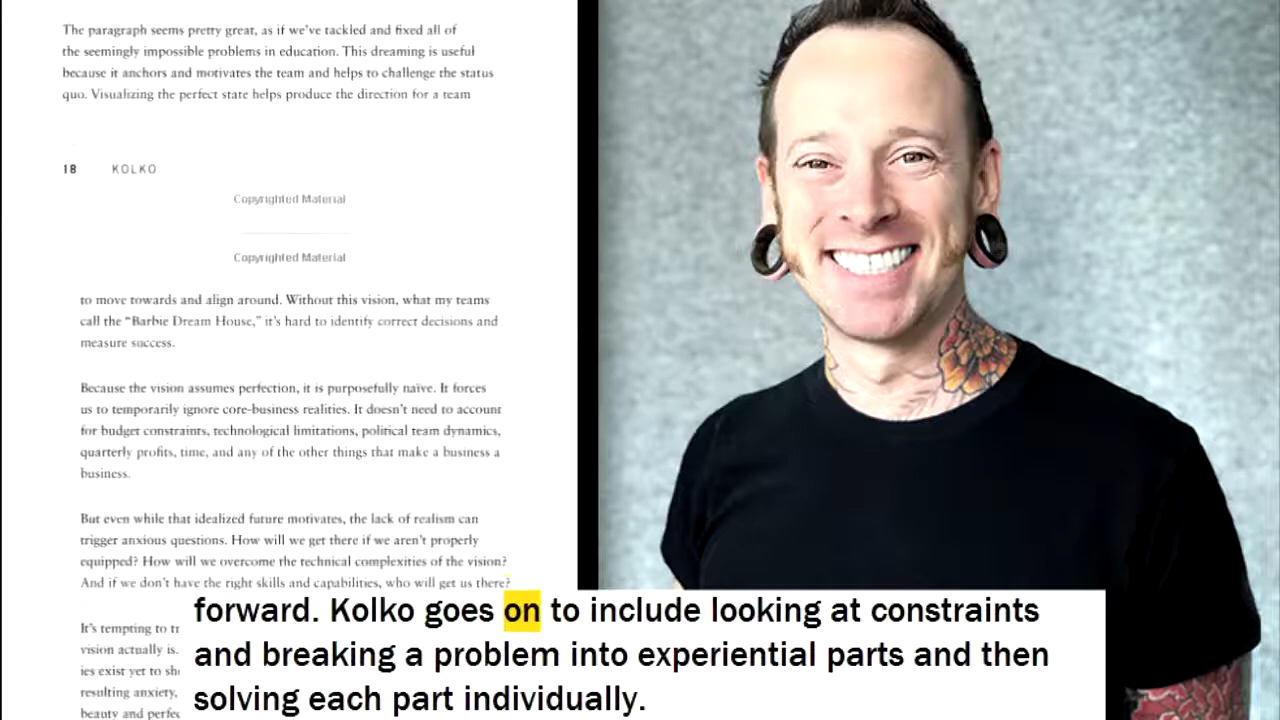 The paragraph seems pretty great, as if we've tackled and fixed all of
the seemingly impossible problems in education. This dreaming is useful
because it anchors and motivates the team and helps to challenge the status
quo. Visualizing the perfect state helps produce the direction for a team
18 KOLKO
Copyrighted Material
Copyrighted Material
to move towards and align around. Without this vision, what my teams
call the “Barbie Dream House,” it's hard to identify correct decisions and
measure success.
Because the vision assumes perfection, it is purposefully naïve. It forces
us to temporarily ignore core-business realities. It doesn't need to account
for budget constraints, technological limitations, political team dynamics,
quarterly profits, time, and any of the other things that make a business a
business.
But even while that idealized future motivates, the lack of realism can
trigger anxious questions. How will we get there if we aren't properly
equipped? How will we overcome the technical complexities of the vision?
And if we don't have the right skills and capabilities, who will get us there?
It's tempting to
vision actually is.
ies exist yet to
resulting anxiety,
beauty and
forward. Kolko goes on to include looking at constraints
and breaking a problem into experiential parts and then
solving each part individually.